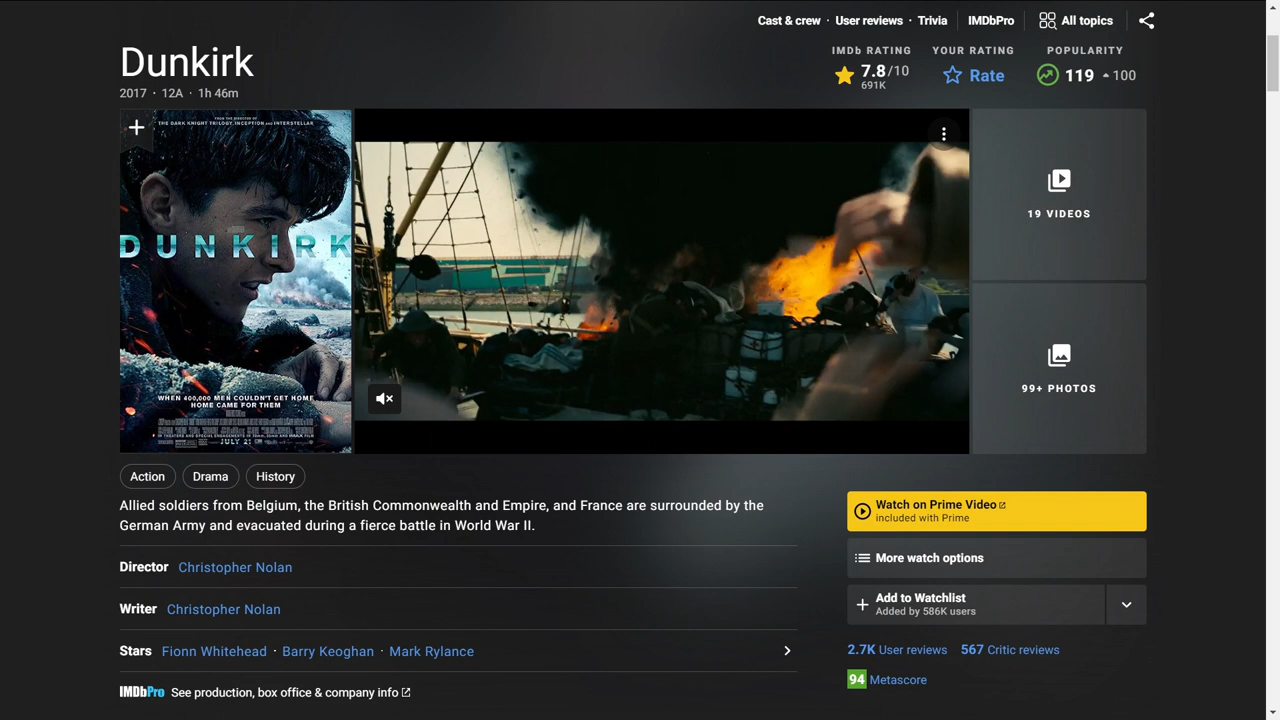 Cast & crew · User reviews · Trivia IMDbPro All topics
Dunkirk
2017 · 12A · 1h 46m
IMDb RATING
7.8/10
691K
YOUR RATING
Rate
POPULARITY
119 100
FROM THE DIRECTOR OF
THE DARK KNIGHT TRILOGY, INCEPTION AND INTERSTELLAR
DUNKIRK
WHEN 400,000 MEN COULDN'T GET HOME,
HOME CAME FOR THEM
JULY 21
19 VIDEOS
99+ PHOTOS
Action Drama History
Allied soldiers from Belgium, the British Commonwealth and Empire, and France are surrounded by the
German Army and evacuated during a fierce battle in World War II.
Director Christopher Nolan
Writer Christopher Nolan
Stars Fionn Whitehead · Barry Keoghan · Mark Rylance
IMDbPro See production, box office & company info
Watch on Prime Video
included with Prime
More watch options
Add to Watchlist
Added by 586K users
2.7K User reviews 567 Critic reviews
94 Metascore